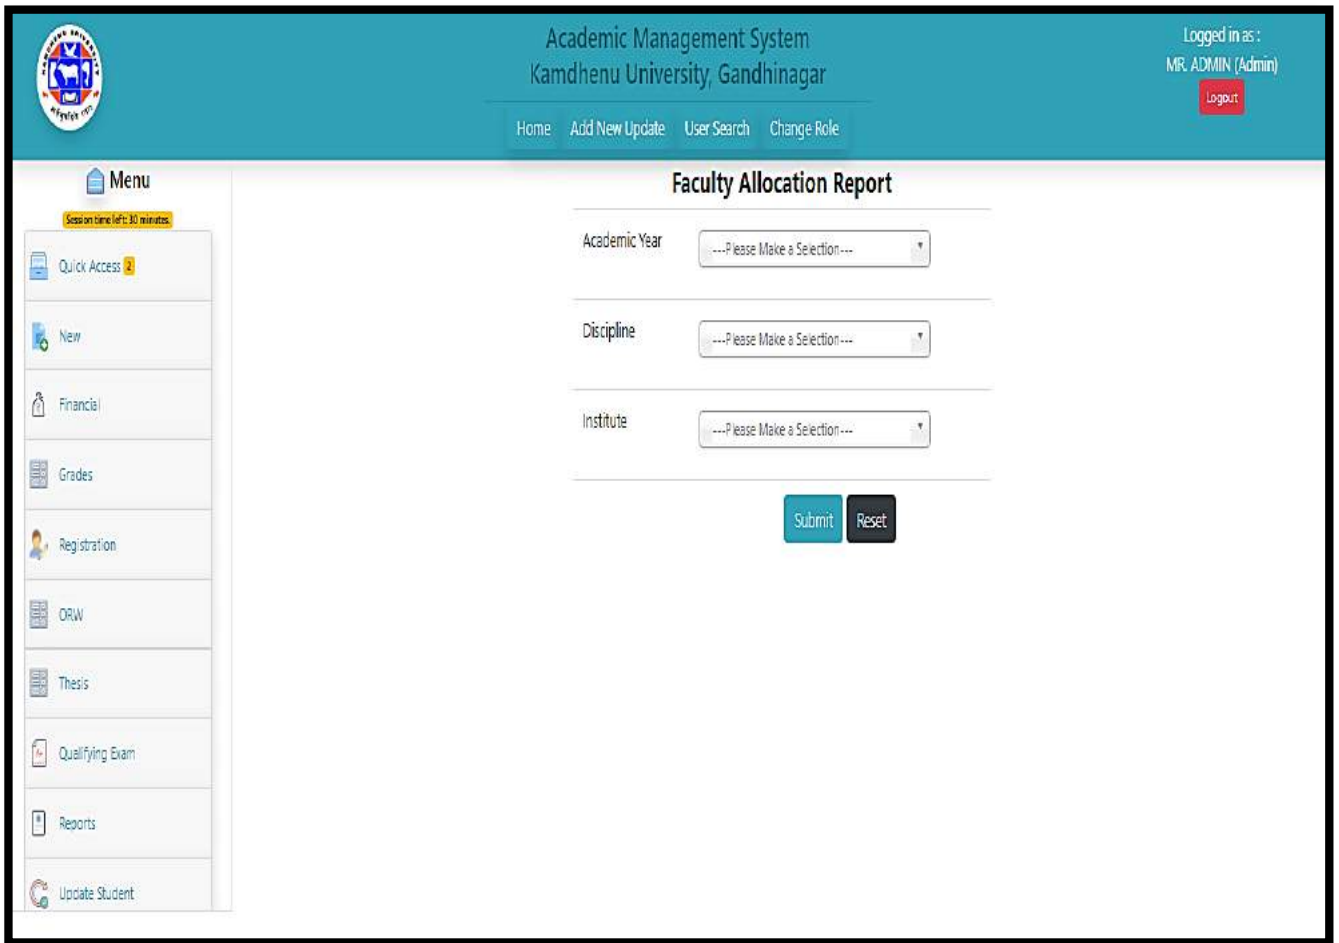 KAMDHENU UNIVERSITY
Academic Management System
Kamdhenu University, Gandhinagar
Home Add New Update User Search Change Role
Logged in as :
MR. ADMIN (Admin)
Logout
Menu
Session time left: 30 minutes.
Quick Access 2
New
Financial
Grades
Registration
ORW
Thesis
Qualifying Exam
Reports
Update Student
Faculty Allocation Report
Academic Year ---Please Make a Selection---
Discipline ---Please Make a Selection---
Institute ---Please Make a Selection---
Submit Reset